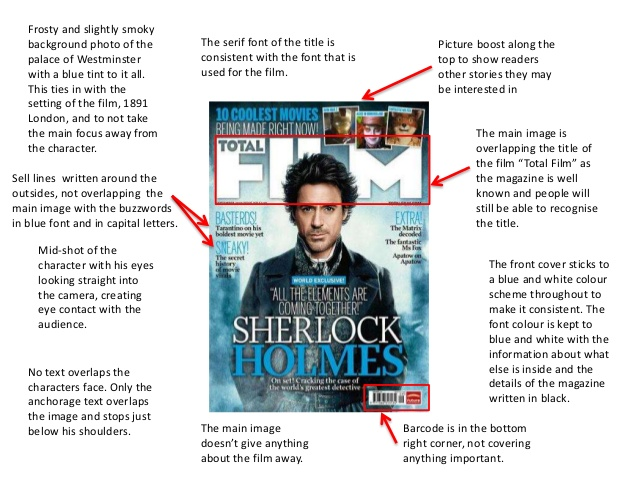 Frosty and slightly smoky
background photo of the
palace of Westminster
with a blue tint to it all.
This ties in with the
setting of the film, 1891
London, and to not take
the main focus away from
the character.
The serif font of the title is
consistent with the font that is
used for the film.
Picture boost along the
top to show readers
other stories they may
be interested in
Sell lines written around the
outsides, not overlapping the
main image with the buzzwords
in blue font and in capital letters.
Mid-shot of the
character with his eyes
looking straight into
the camera, creating
eye contact with the
audience.
No text overlaps the
characters face. Only the
anchorage text overlaps
the image and stops just
below his shoulders.
10 COOLEST MOVIES
BEING MADE RIGHT NOW!
TOTAL
FILM
BASTERDS!
Tarantino on his
boldest movie yet
SNEAKY!
The secret
history
of movie
EXTRA!
The Matrix
decoded
The fantastic
Ms Fox
Apatow on
Apatow
WORLD EXCLUSIVE!
"ALL THE ELEMENTS ARE
COMING TOGETHER!"
SHERLOCK
HOLMES
On set! Cracking the case of
the world's greatest detective
The main image is
overlapping the title of
the film “Total Film” as
the magazine is well
known and people will
still be able to recognise
the title.
The front cover sticks to
a blue and white colour
scheme throughout to
make it consistent. The
font colour is kept to
blue and white with the
information about what
else is inside and the
details of the magazine
written in black.
The main image
doesn’t give anything
about the film away.
Barcode is in the bottom
right corner, not covering
anything important.